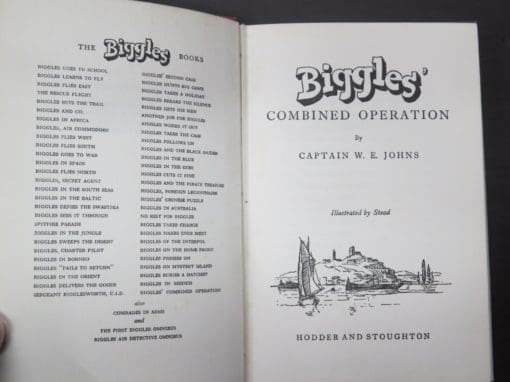 THE Biggles BOOKS
BIGGLES GOES TO SCHOOL
BIGGLES LEARNS TO FLY
BIGGLES FLIES EAST
THE RESCUE FLIGHT
BIGGLES HITS THE TRAIL
BIGGLES AND CO.
BIGGLES IN AFRICA
BIGGLES, AIR COMMODORE
BIGGLES FLIES WEST
BIGGLES FLIES SOUTH
BIGGLES GOES TO WAR
BIGGLES IN SPAIN
BIGGLES FLIES NORTH
BIGGLES, SECRET AGENT
BIGGLES IN THE SOUTH SEAS
BIGGLES IN THE BALTIC
BIGGLES DEFIES THE SWASTIKA
BIGGLES SEES IT THROUGH
SPITFIRE PARADE
BIGGLES IN THE JUNGLE
BIGGLES SWEEPS THE DESERT
BIGGLES, CHARTER PILOT
BIGGLES IN BORNEO
BIGGLES "FAILS TO RETURN"
BIGGLES IN THE ORIENT
BIGGLES DELIVERS THE GOODS
SERGEANT BIGGLESWORTH, C.I.D.
BIGGLES' SECOND CASE
BIGGLES HUNTS BIG GAME
BIGGLES TAKES A HOLIDAY
BIGGLES BREAKS THE SILENCE
BIGGLES GETS HIS MEN
ANOTHER JOB FOR BIGGLES
BIGGLES WORKS IT OUT
BIGGLES TAKES THE CASE
BIGGLES FOLLOWS ON
BIGGLES AND THE BLACK RAIDER
BIGGLES IN THE BLUE
BIGGLES IN THE GOBI
BIGGLES CUTS IT FINE
BIGGLES AND THE PIRATE TREASURE
BIGGLES, FOREIGN LEGIONNAIRE
BIGGLES' CHINESE PUZZLE
BIGGLES IN AUSTRALIA
NO REST FOR BIGGLES
BIGGLES TAKES CHARGE
BIGGLES MAKES ENDS MEET
BIGGLES OF THE INTERPOL
BIGGLES ON THE HOME FRONT
BIGGLES PRESSES ON
BIGGLES ON MYSTERY ISLAND
BIGGLES BURIES A HATCHET
BIGGLES IN MEXICO
BIGGLES' COMBINED OPERATION
also
COMRADES IN ARMS
and
THE FIRST BIGGLES OMNIBUS
BIGGLES AIR DETECTIVE OMNIBUS
Biggles'
COMBINED OPERATION
By
CAPTAIN W. E. JOHNS
Illustrated by Stead
HODDER AND STOUGHTON